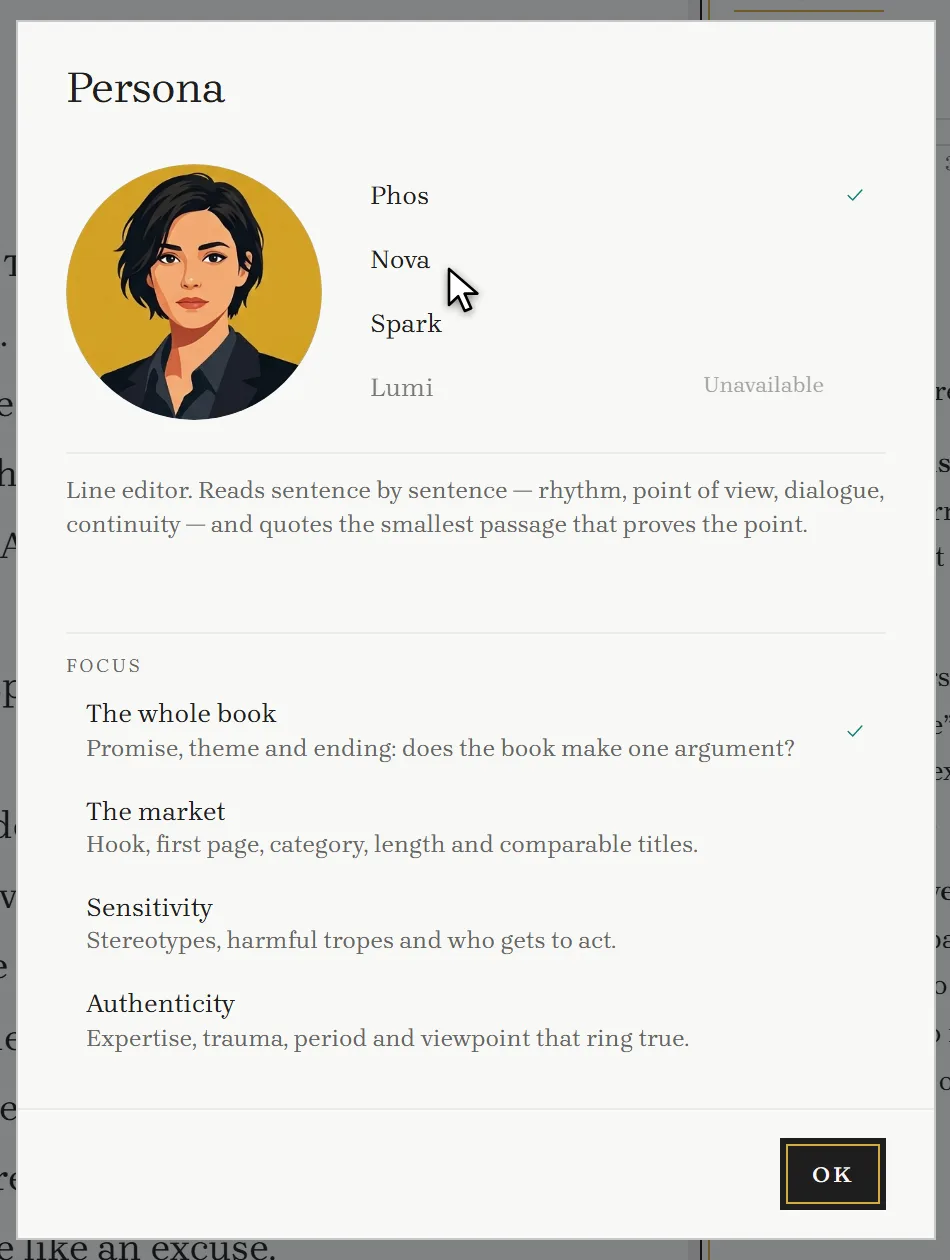 Persona
Phos
Nova
Spark
Lumi
Unavailable
Line editor. Reads sentence by sentence — rhythm, point of view, dialogue,
continuity — and quotes the smallest passage that proves the point.
FOCUS
The whole book
Promise, theme and ending: does the book make one argument?
The market
Hook, first page, category, length and comparable titles.
Sensitivity
Stereotypes, harmful tropes and who gets to act.
Authenticity
Expertise, trauma, period and viewpoint that ring true.
OK
like an excuse.